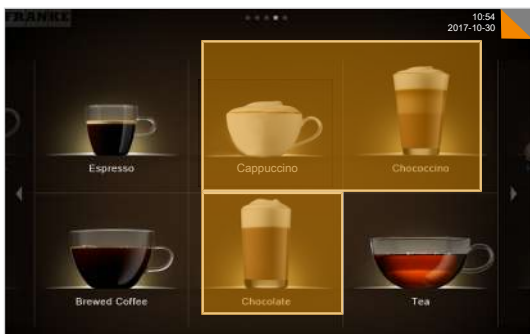 FRANKE
10:54
2017-10-30
Espresso
Cappuccino
Chococcino
Brewed Coffee
Chocolate
Tea